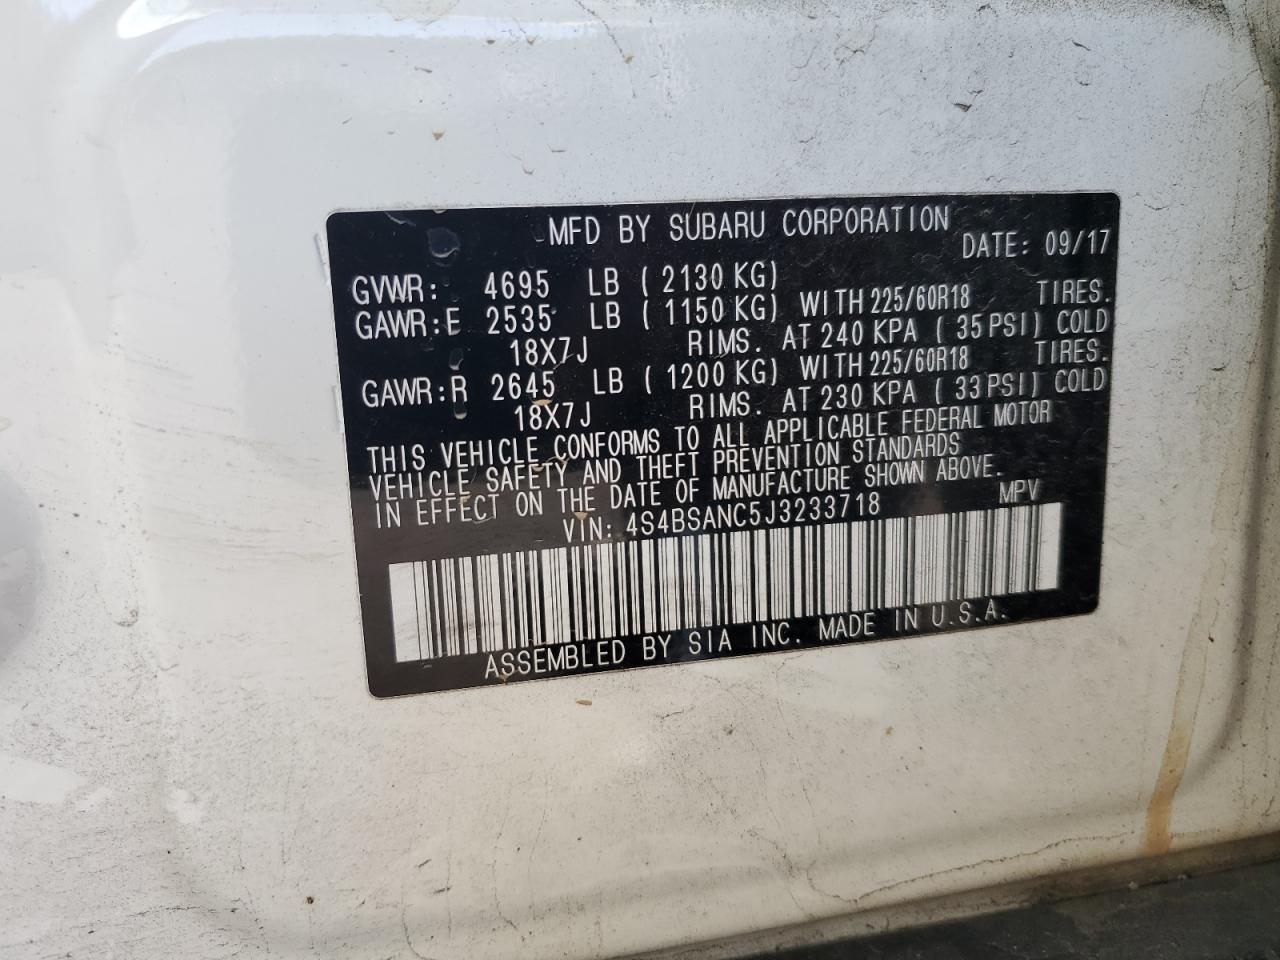 MFD BY SUBARU CORPORATION
DATE: 09/17
GVWR: 4695 LB ( 2130 KG)
GAWR:E 2535 LB ( 1150 KG) WITH 225/60R18 TIRES.
18X7J RIMS. AT 240 KPA ( 35 PSI) COLD
GAWR:R 2645 LB ( 1200 KG) WITH 225/60R18 TIRES.
18X7J RIMS. AT 230 KPA ( 33 PSI) COLD
THIS VEHICLE CONFORMS TO ALL APPLICABLE FEDERAL MOTOR
VEHICLE SAFETY AND THEFT PREVENTION STANDARDS
IN EFFECT ON THE DATE OF MANUFACTURE SHOWN ABOVE.
VIN: 4S4BSANC5J3233718 MPV
ASSEMBLED BY SIA INC. MADE IN U.S.A.